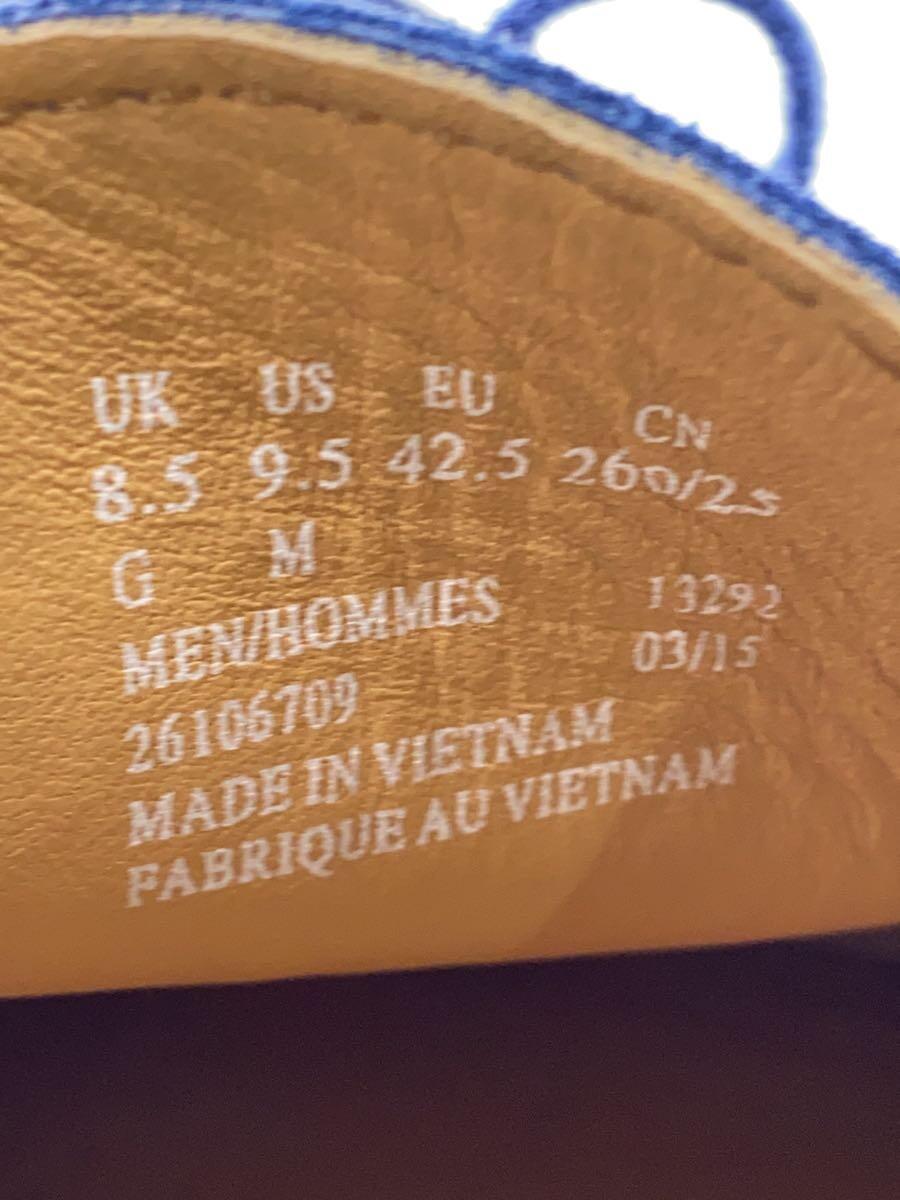 UK US EU CN
8.5 9.5 42.5 260/2.5
G M
MEN/HOMMES 13292
26106709 03/15
MADE IN VIETNAM
FABRIQUE AU VIETNAM